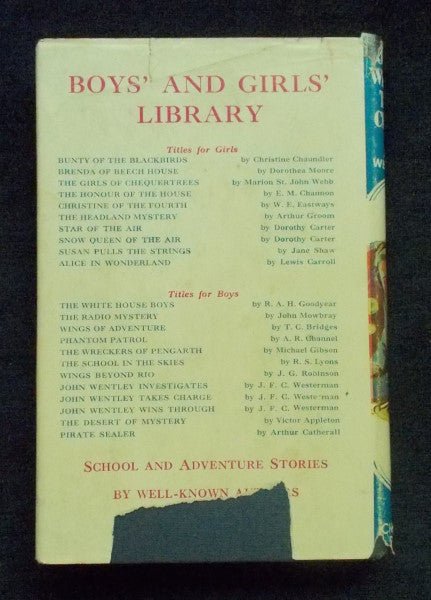 BOYS' AND GIRLS'
LIBRARY
Titles for Girls
BUNTY OF THE BLACKBIRDS by Christine Chaundler
BRENDA OF BEECH HOUSE by Dorothea Moore
THE GIRLS OF CHEQUERTREES by Marion St. John Webb
THE HONOUR OF THE HOUSE by E. M. Channon
CHRISTINE OF THE FOURTH by W. E. Eastways
THE HEADLAND MYSTERY by Arthur Groom
STAR OF THE AIR by Dorothy Carter
SNOW QUEEN OF THE AIR by Dorothy Carter
SUSAN PULLS THE STRINGS by Jane Shaw
ALICE IN WONDERLAND by Lewis Carroll
Titles for Boys
THE WHITE HOUSE BOYS by R. A. H. Goodyear
THE RADIO MYSTERY by John Mowbray
WINGS OF ADVENTURE by T. C. Bridges
PHANTOM PATROL by A. R. Channel
THE WRECKERS OF PENGARTH by Michael Gibson
THE SCHOOL IN THE SKIES by R. S. Lyons
WINGS BEYOND RIO by J. G. Robinson
JOHN WENTLEY INVESTIGATES by J. F. C. Westerman
JOHN WENTLEY TAKES CHARGE by J. F. C. Westerman
JOHN WENTLEY WINS THROUGH by J. F. C. Westerman
THE DESERT OF MYSTERY by Victor Appleton
PIRATE SEALER by Arthur Catherall
SCHOOL AND ADVENTURE STORIES
BY WELL-KNOWN